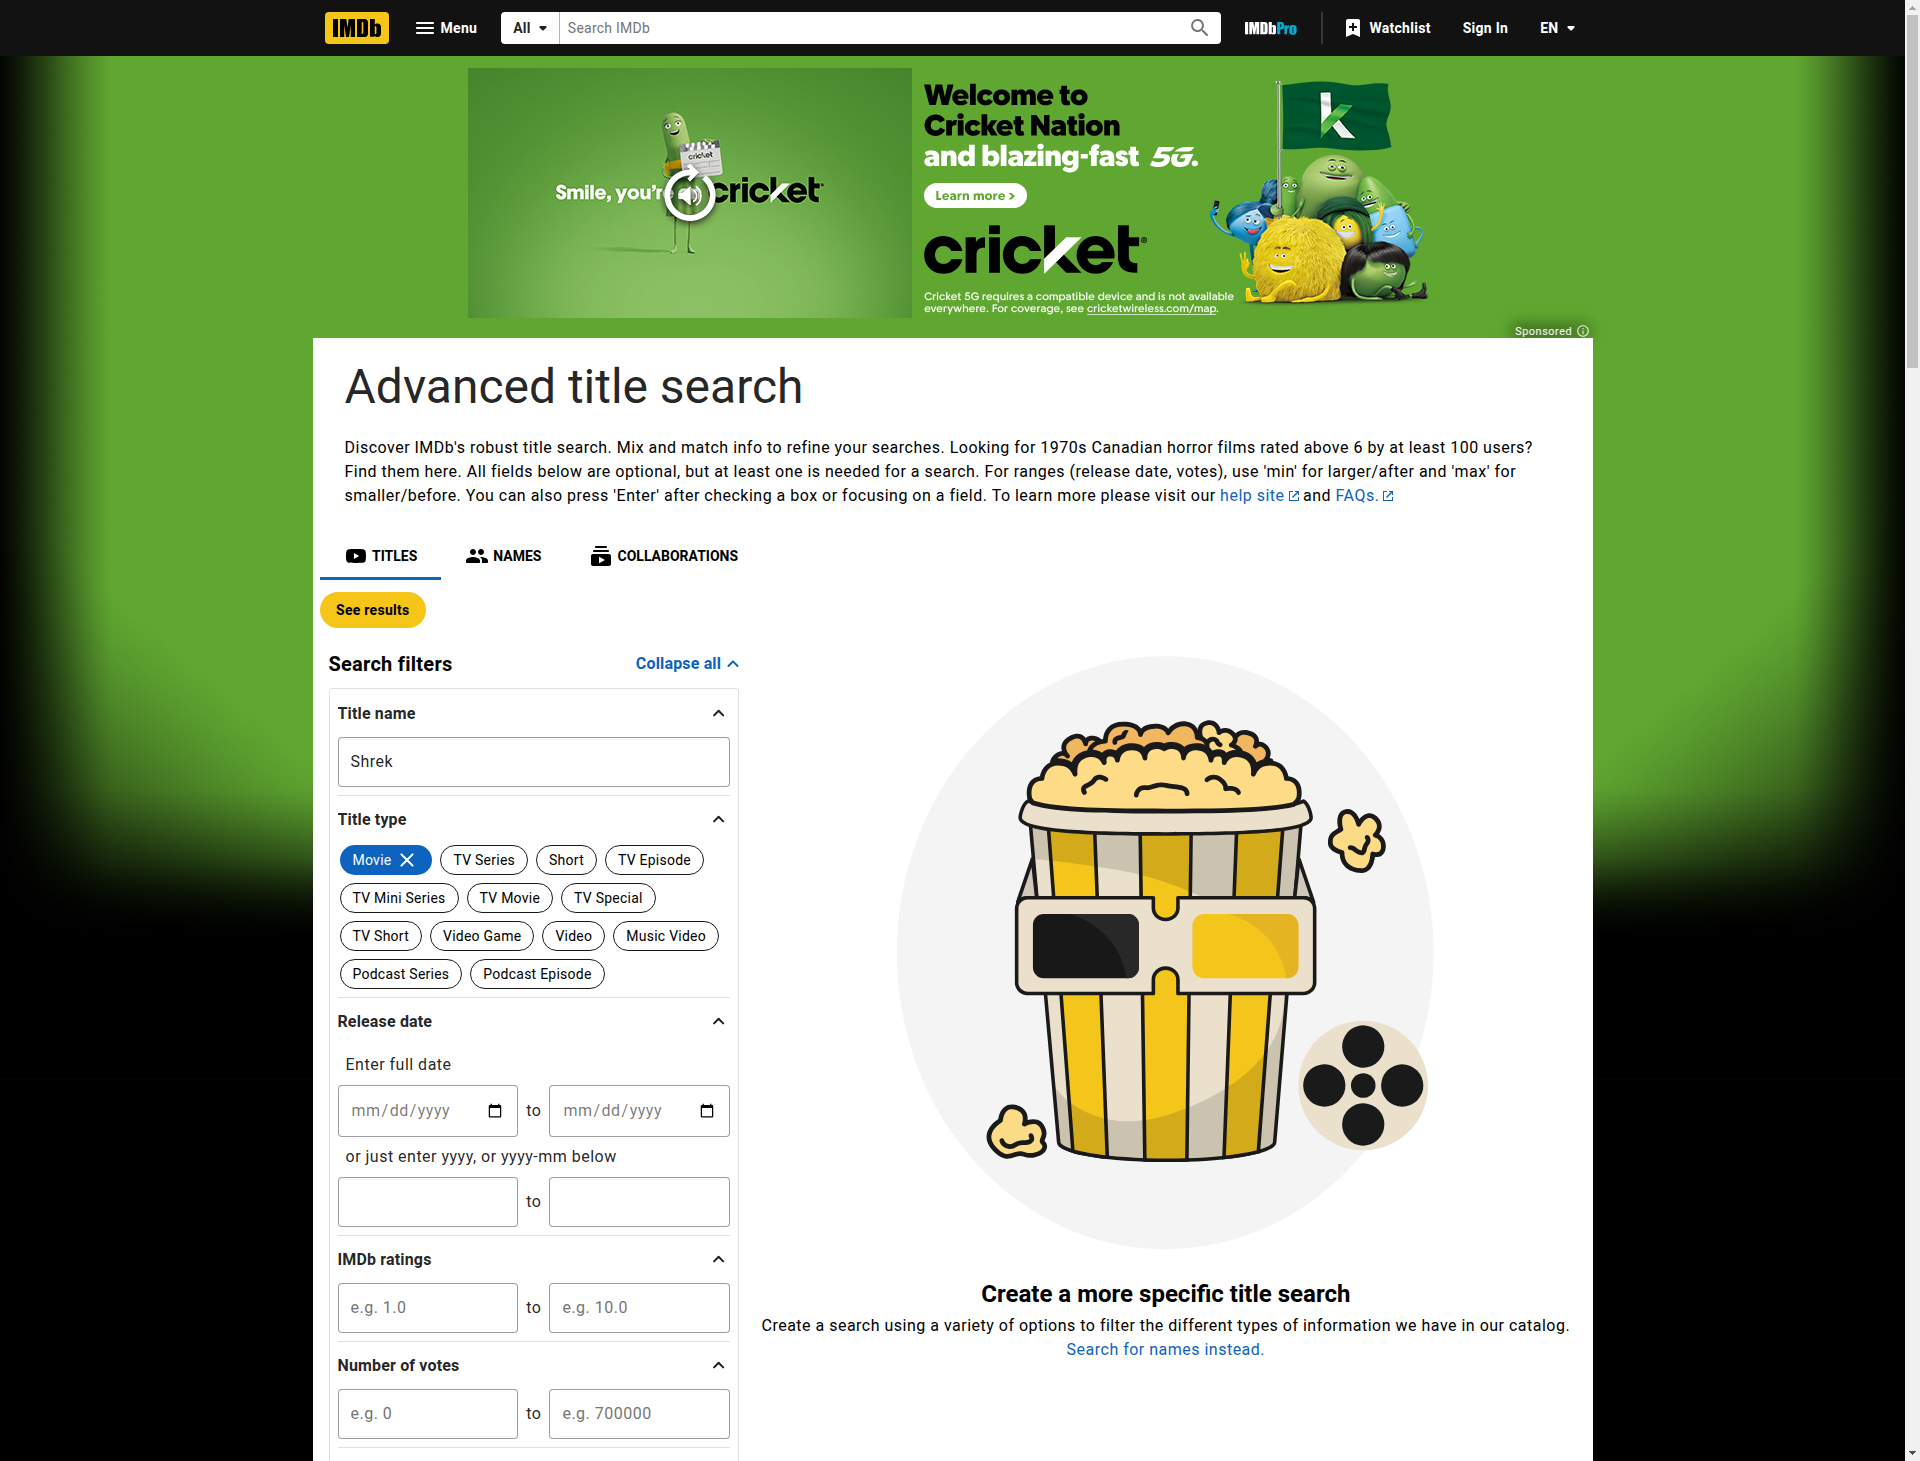 IMDb
Menu
All
Search IMDb
IMDbPro
Watchlist
Sign In
EN
cricket
Smile, you're
cricket
Welcome to
Cricket Nation
and blazing-fast 5G.
Learn more >
cricket
Cricket 5G requires a compatible device and is not available
everywhere. For coverage, see cricketwireless.com/map.
Sponsored
Advanced title search
Discover IMDb's robust title search. Mix and match info to refine your searches. Looking for 1970s Canadian horror films rated above 6 by at least 100 users?
Find them here. All fields below are optional, but at least one is needed for a search. For ranges (release date, votes), use 'min' for larger/after and 'max' for
smaller/before. You can also press 'Enter' after checking a box or focusing on a field. To learn more please visit our help site and FAQs.
TITLES
NAMES
COLLABORATIONS
See results
Search filters
Collapse all
Title name
Shrek
Title type
Movie
TV Series
Short
TV Episode
TV Mini Series
TV Movie
TV Special
TV Short
Video Game
Video
Music Video
Podcast Series
Podcast Episode
Release date
Enter full date
mm/dd/yyyy to mm/dd/yyyy
or just enter yyyy, or yyyy-mm below
to
IMDb ratings
e.g. 1.0 to e.g. 10.0
Number of votes
e.g. 0 to e.g. 700000
Create a more specific title search
Create a search using a variety of options to filter the different types of information we have in our catalog.
Search for names instead.